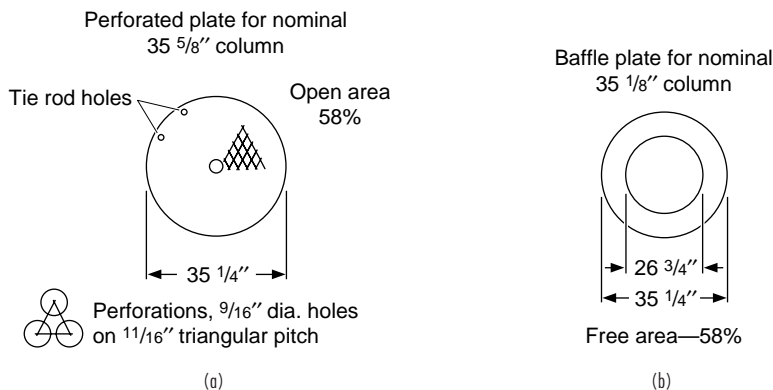 Perforated plate for nominal
35 5/8″ column
Tie rod holes
Open area
58%
35 1/4″
Perforations, 9/16″ dia. holes
on 11/16″ triangular pitch
(a)
Baffle plate for nominal
35 1/8″ column
26 3/4″
35 1/4″
Free area—58%
(b)